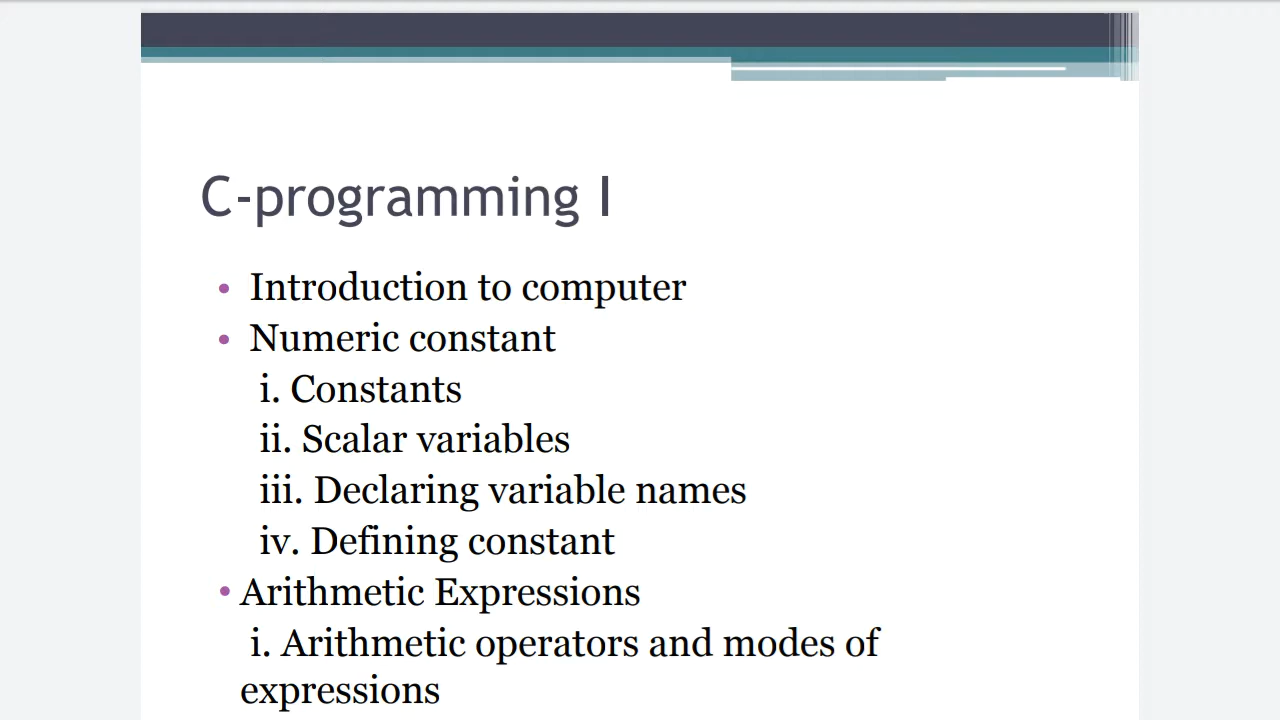 C-programming I
• Introduction to computer
• Numeric constant
i. Constants
ii. Scalar variables
iii. Declaring variable names
iv. Defining constant
• Arithmetic Expressions
i. Arithmetic operators and modes of
expressions